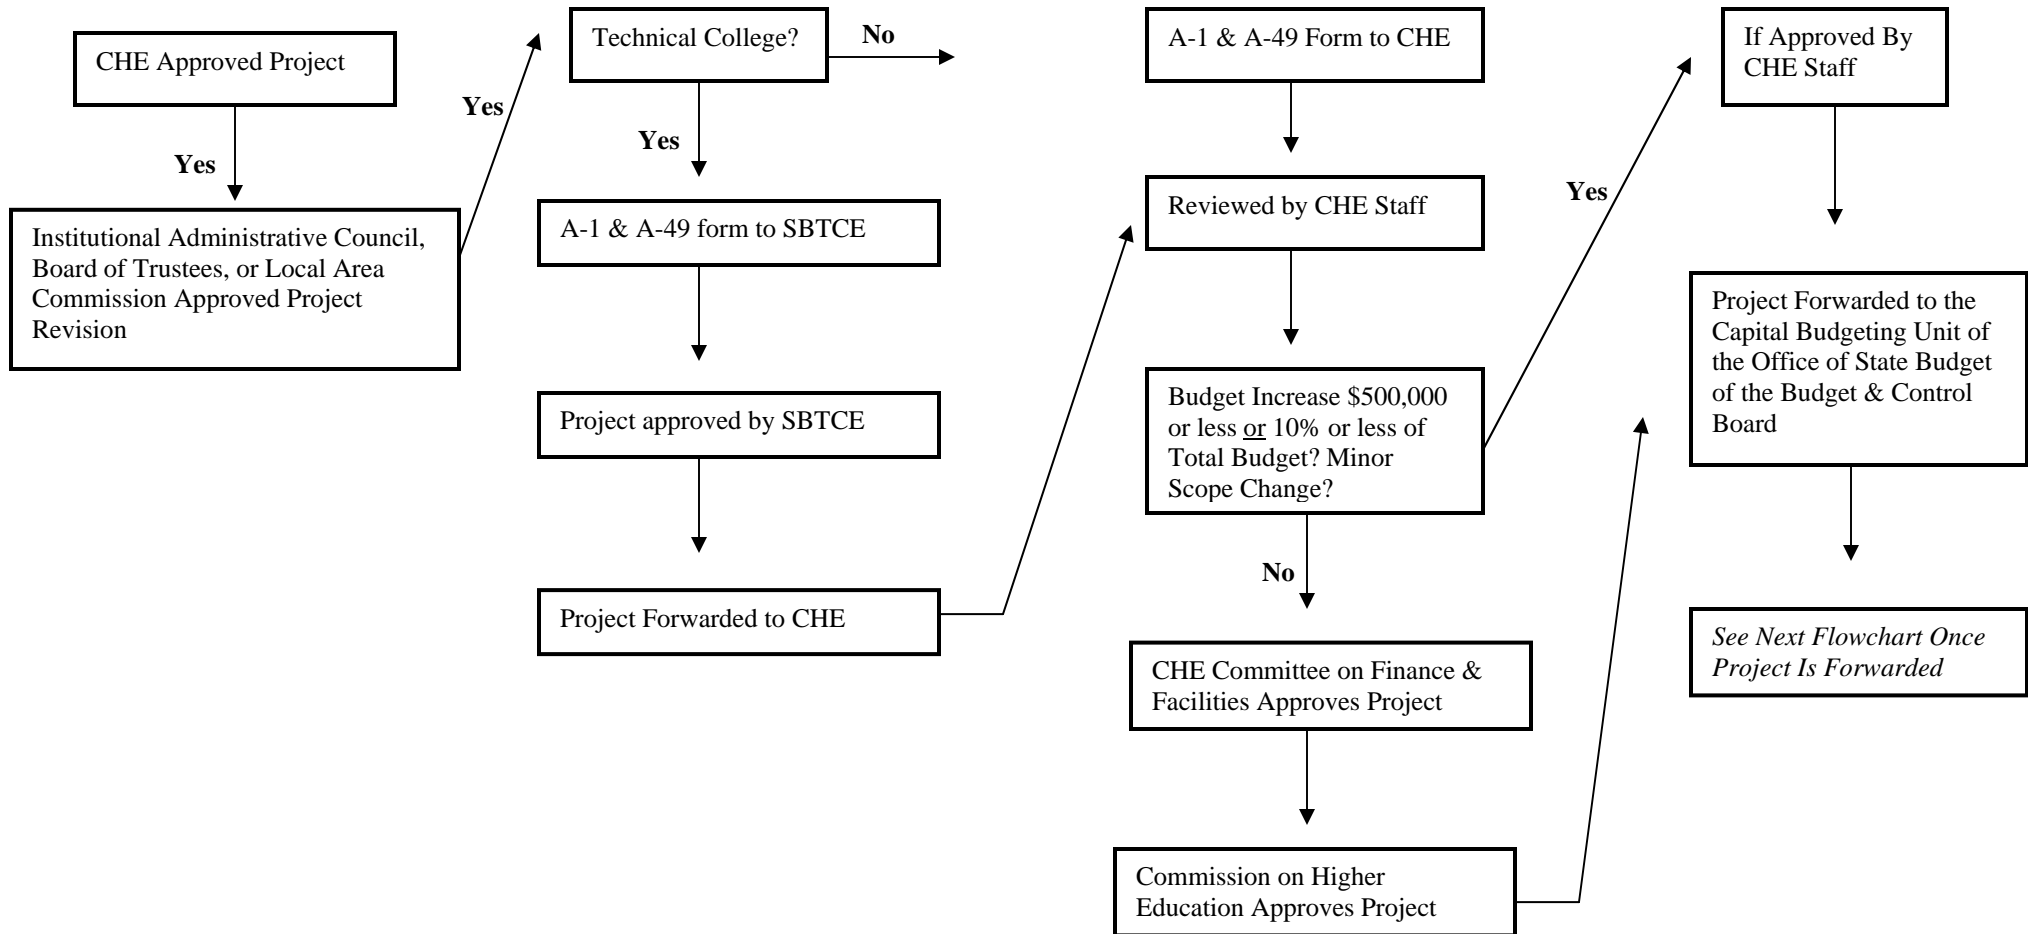 CHE Approved Project
Yes
Institutional Administrative Council,
Board of Trustees, or Local Area
Commission Approved Project
Revision
Yes
Technical College?
No
Yes
A-1 & A-49 form to SBTCE
Project approved by SBTCE
Project Forwarded to CHE
A-1 & A-49 Form to CHE
Reviewed by CHE Staff
Budget Increase $500,000
or less or 10% or less of
Total Budget? Minor
Scope Change?
Yes
No
CHE Committee on Finance &
Facilities Approves Project
Commission on Higher
Education Approves Project
If Approved By
CHE Staff
Project Forwarded to the
Capital Budgeting Unit of
the Office of State Budget
of the Budget & Control
Board
See Next Flowchart Once
Project Is Forwarded